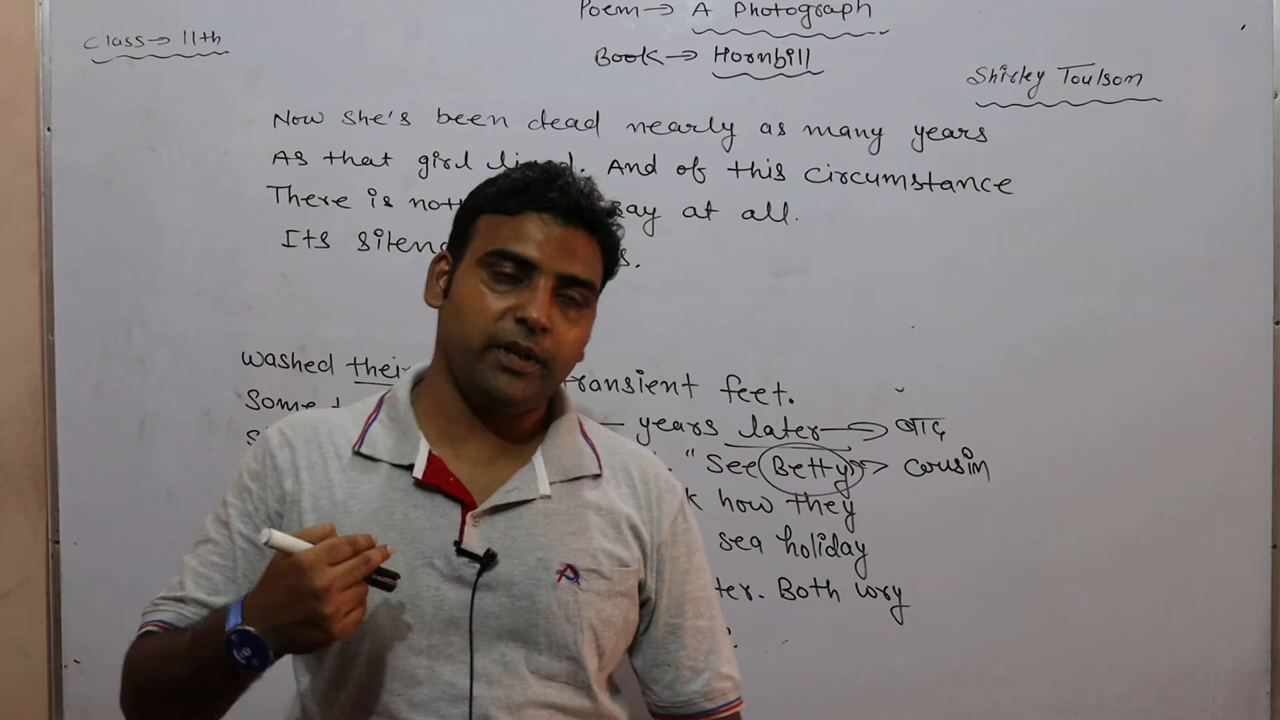 Poem → A Photograph
Class → 11th
Book → Hornbill
Shirley Toulson
Now she's been dead nearly as many years
As that girl lived. And of this circumstance
There is say at all.
Its
washed their transient feet.
Some years later → बाद
"See Betty → cousin
how they
sea holiday
Both wry